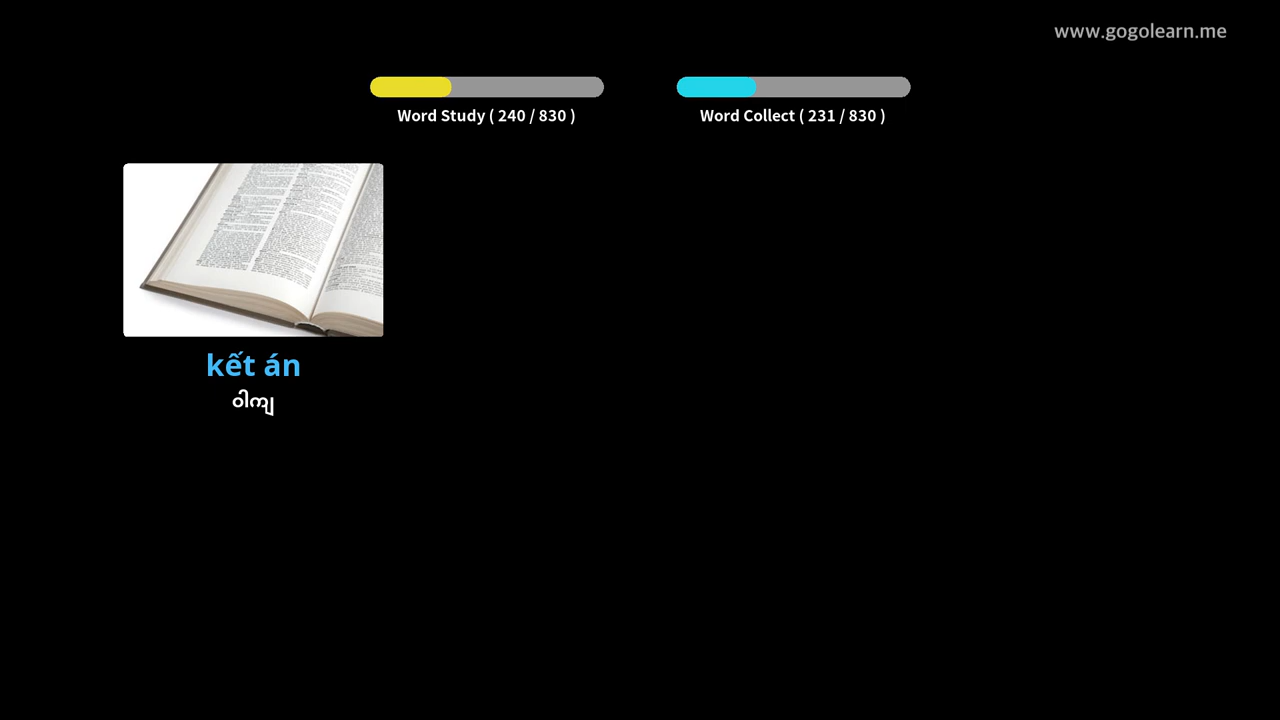 www.gogolearn.me
Word Study ( 240 / 830 )
Word Collect ( 231 / 830 )
kết án
ဝါကျ